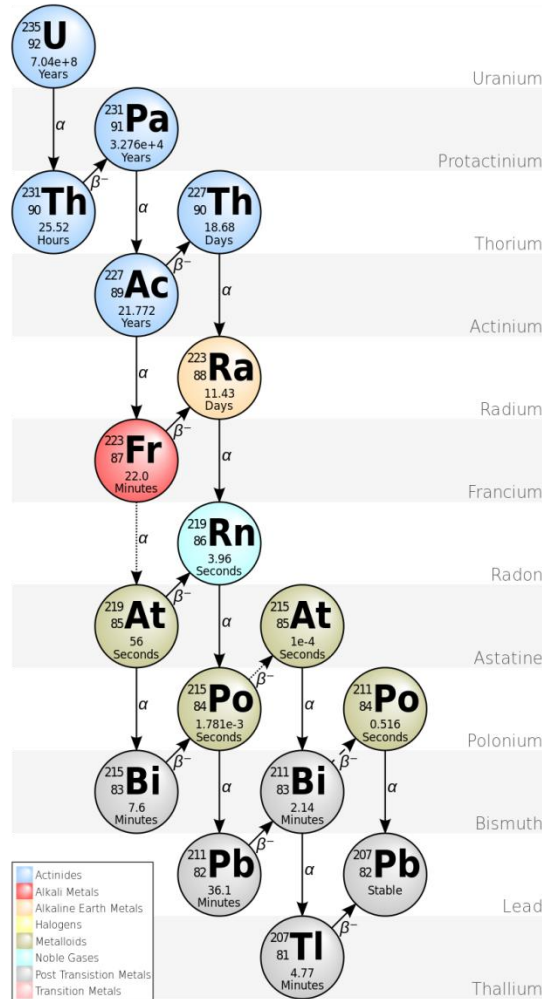 235
92
U
7.04e+8
Years
Uranium
α
231
91
Pa
3.276e+4
Years
Protactinium
β⁻
231
90
Th
25.52
Hours
α
227
90
Th
18.68
Days
Thorium
β⁻
227
89
Ac
21.772
Years
α
Actinium
α
223
88
Ra
11.43
Days
Radium
β⁻
223
87
Fr
22.0
Minutes
α
Francium
α
219
86
Rn
3.96
Seconds
Radon
β⁻
219
85
At
56
Seconds
α
215
85
At
1e-4
Seconds
Astatine
α
β⁻
215
84
Po
1.781e-3
Seconds
α
211
84
Po
0.516
Seconds
Polonium
β⁻
215
83
Bi
7.6
Minutes
α
β⁻
211
83
Bi
2.14
Minutes
α
Bismuth
β⁻
211
82
Pb
36.1
Minutes
α
207
82
Pb
Stable
Lead
β⁻
207
81
Tl
4.77
Minutes
Thallium
Actinides
Alkali Metals
Alkaline Earth Metals
Halogens
Metalloids
Noble Gases
Post Transistion Metals
Transition Metals